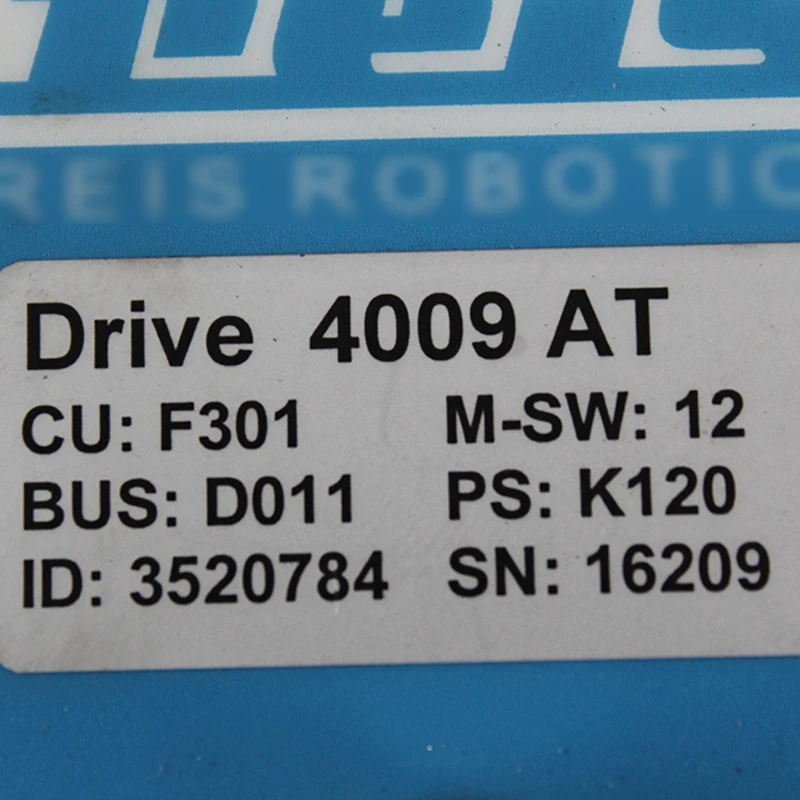 REIS ROBOTIC
Drive 4009 AT
CU: F301 M-SW: 12
BUS: D011 PS: K120
ID: 3520784 SN: 16209